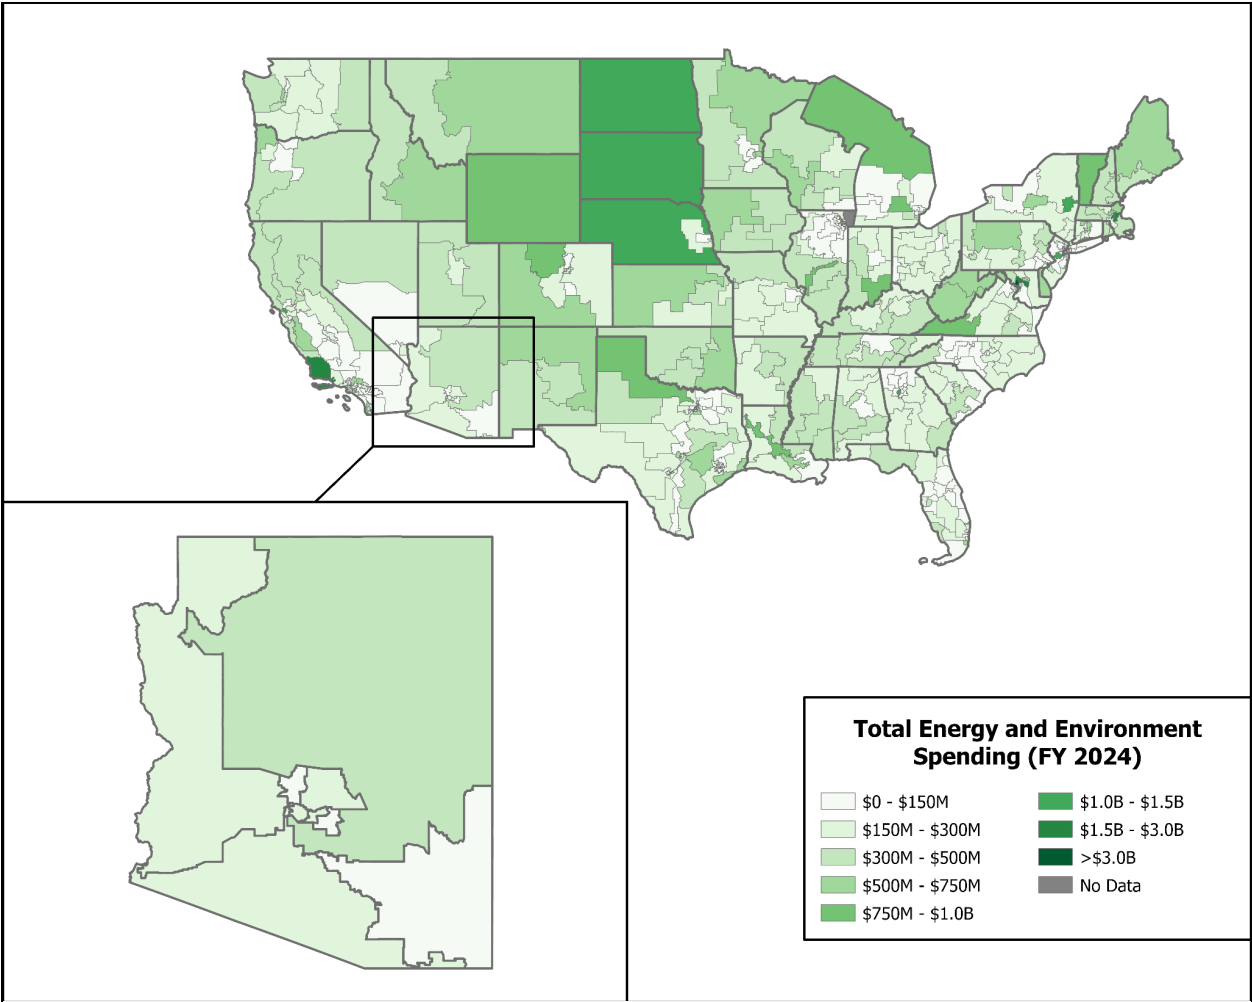 Total Energy and Environment
Spending (FY 2024)
$0 - $150M
$150M - $300M
$300M - $500M
$500M - $750M
$750M - $1.0B
$1.0B - $1.5B
$1.5B - $3.0B
>$3.0B
No Data